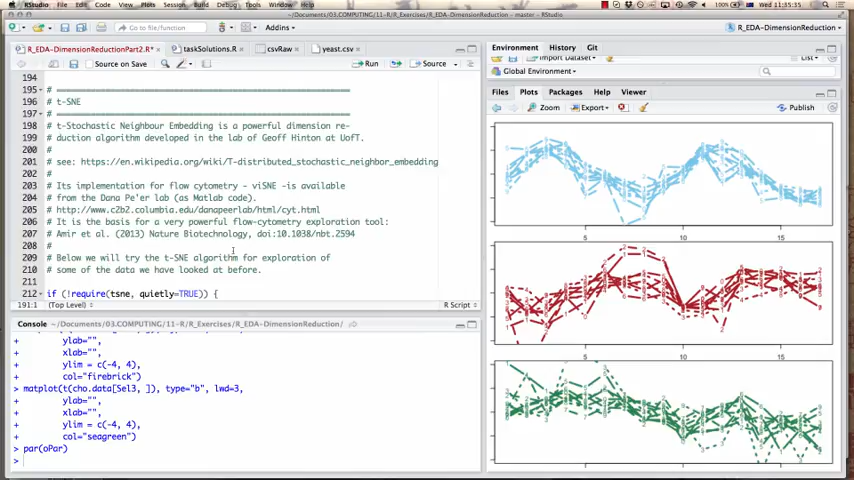 RStudio File Edit Code View Plots Session Build Debug Tools Window Help
100% Fri 11:35:35
~/Documents/03.COMPUTING/11-R/R_Exercises/R_EDA-DimensionReduction - master - RStudio
Go to file/function
Addins
R_EDA-DimensionReduction
R_EDA-DimensionReductionPart2.R*
taskSolutions.R
csvRaw
yeast.csv
Source on Save
Run
Source
194
195 # ==================================================
196 # t-SNE
197 # ==================================================
198 # t-Stochastic Neighbour Embedding is a powerful dimension re-
199 # duction algorithm developed in the lab of Geoff Hinton at UofT.
200 #
201 # see: https://en.wikipedia.org/wiki/T-distributed_stochastic_neighbor_embedding
202 #
203 # Its implementation for flow cytometry - viSNE -is available
204 # from the Dana Pe'er lab (as Matlab code).
205 # http://www.c2b2.columbia.edu/danapeerlab/html/cyt.html
206 # It is the basis for a very powerful flow-cytometry exploration tool:
207 # Amir et al. (2013) Nature Biotechnology, doi:10.1038/nbt.2594
208 #
209 # Below we will try the t-SNE algorithm for exploration of
210 # some of the data we have looked at before.
211
212 if (!require(tsne, quietly=TRUE)) {
191:1
(Top Level)
R Script
Console ~/Documents/03.COMPUTING/11-R/R_Exercises/R_EDA-DimensionReduction/
+ ylab="",
+ xlab="",
+ ylim = c(-4, 4),
+ col="firebrick")
> matplot(t(cho.data[Sel3, ]), type="b", lwd=3,
+ ylab="",
+ xlab="",
+ ylim = c(-4, 4),
+ col="seagreen")
> par(oPar)
>
Environment History Git
Import Dataset
List
Global Environment
Files Plots Packages Help Viewer
Zoom
Export
Publish
5 10 15
5 10 15
5 10 15